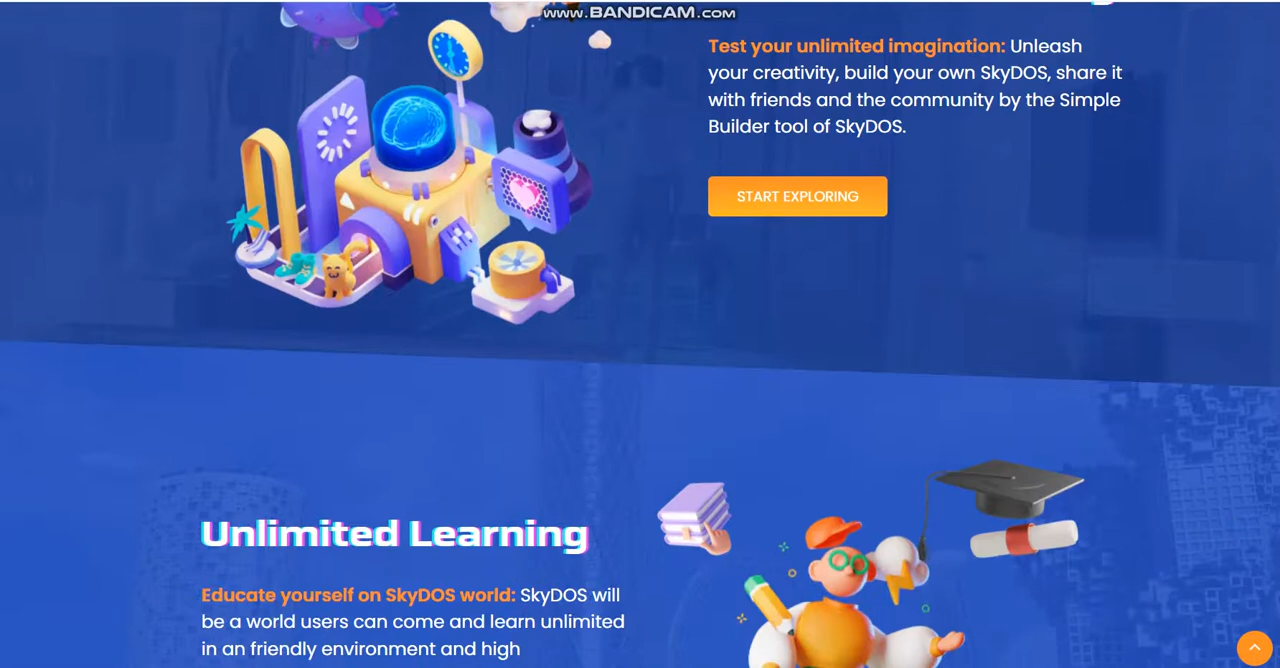 www.BANDICAM.com
Test your unlimited imagination: Unleash
your creativity, build your own SkyDOS, share it
with friends and the community by the Simple
Builder tool of SkyDOS.
START EXPLORING
Unlimited Learning
Educate yourself on SkyDOS world: SkyDOS will
be a world users can come and learn unlimited
in an friendly environment and high